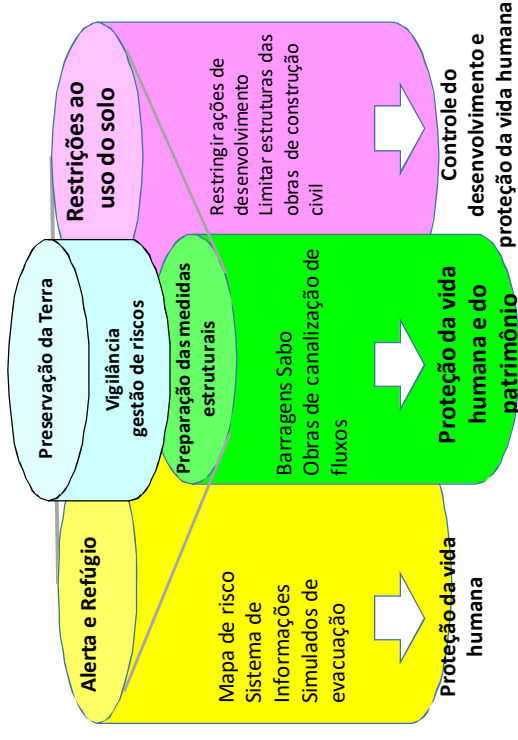 Preservação da Terra
Vigilância
gestão de riscos
Alerta e Refúgio
Mapa de risco
Sistema de
Informações
Simulados de
evacuação
Proteção da vida
humana
Preparação das medidas
estruturais
Barragens Sabo
Obras de canalização de
fluxos
Proteção da vida
humana e do
patrimônio
Restrições ao
uso do solo
Restringir ações de
desenvolvimento
Limitar estruturas das
obras de construção
civil
Controle do
desenvolvimento e
proteção da vida humana